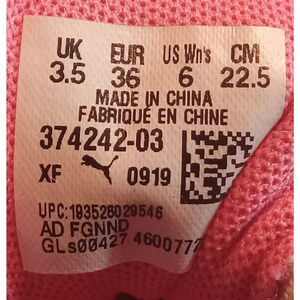 UK EUR US Wn's CM
3.5 36 6 22.5
MADE IN CHINA
FABRIQUÉ EN CHINE
374242-03
XF 0919
UPC:193528029546
AD FGNND
GLs00427 4600772